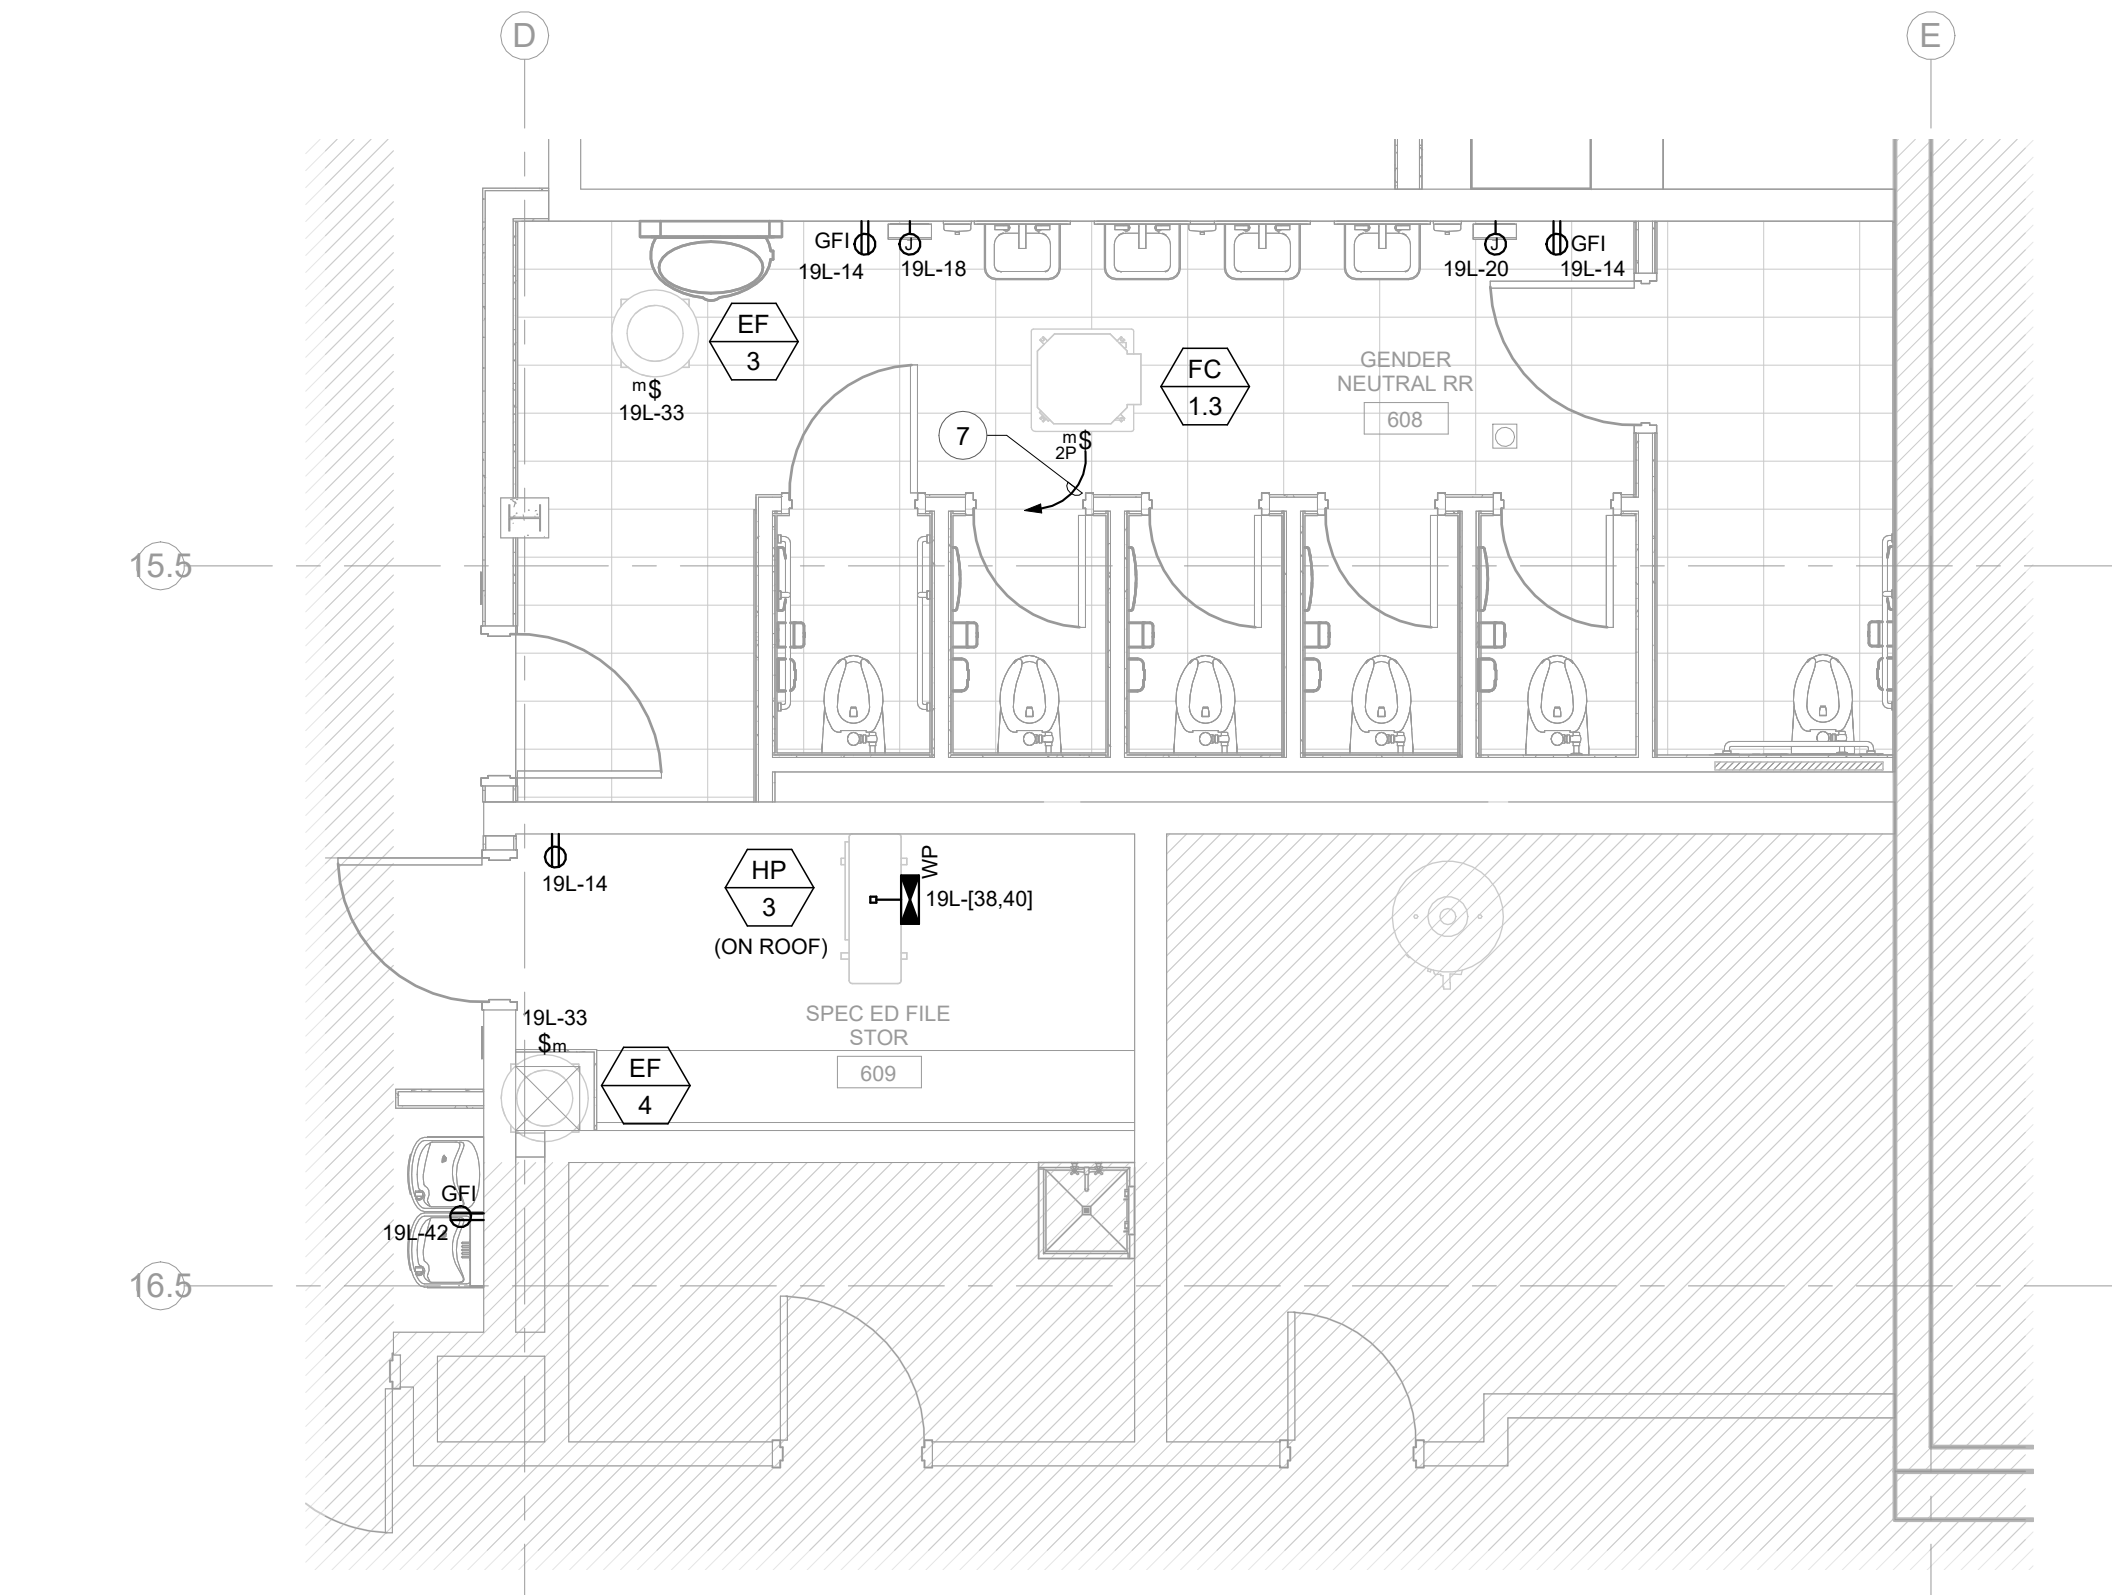 D
E
GFI
19L-14
J
19L-18
J
19L-20
GFI
19L-14
EF
3
m$
19L-33
FC
1.3
GENDER
NEUTRAL RR
608
7
m$
2P
15.5
19L-14
HP
3
(ON ROOF)
WP
19L-[38,40]
SPEC ED FILE
STOR
609
19L-33
$m
EF
4
GFI
19L-42
16.5